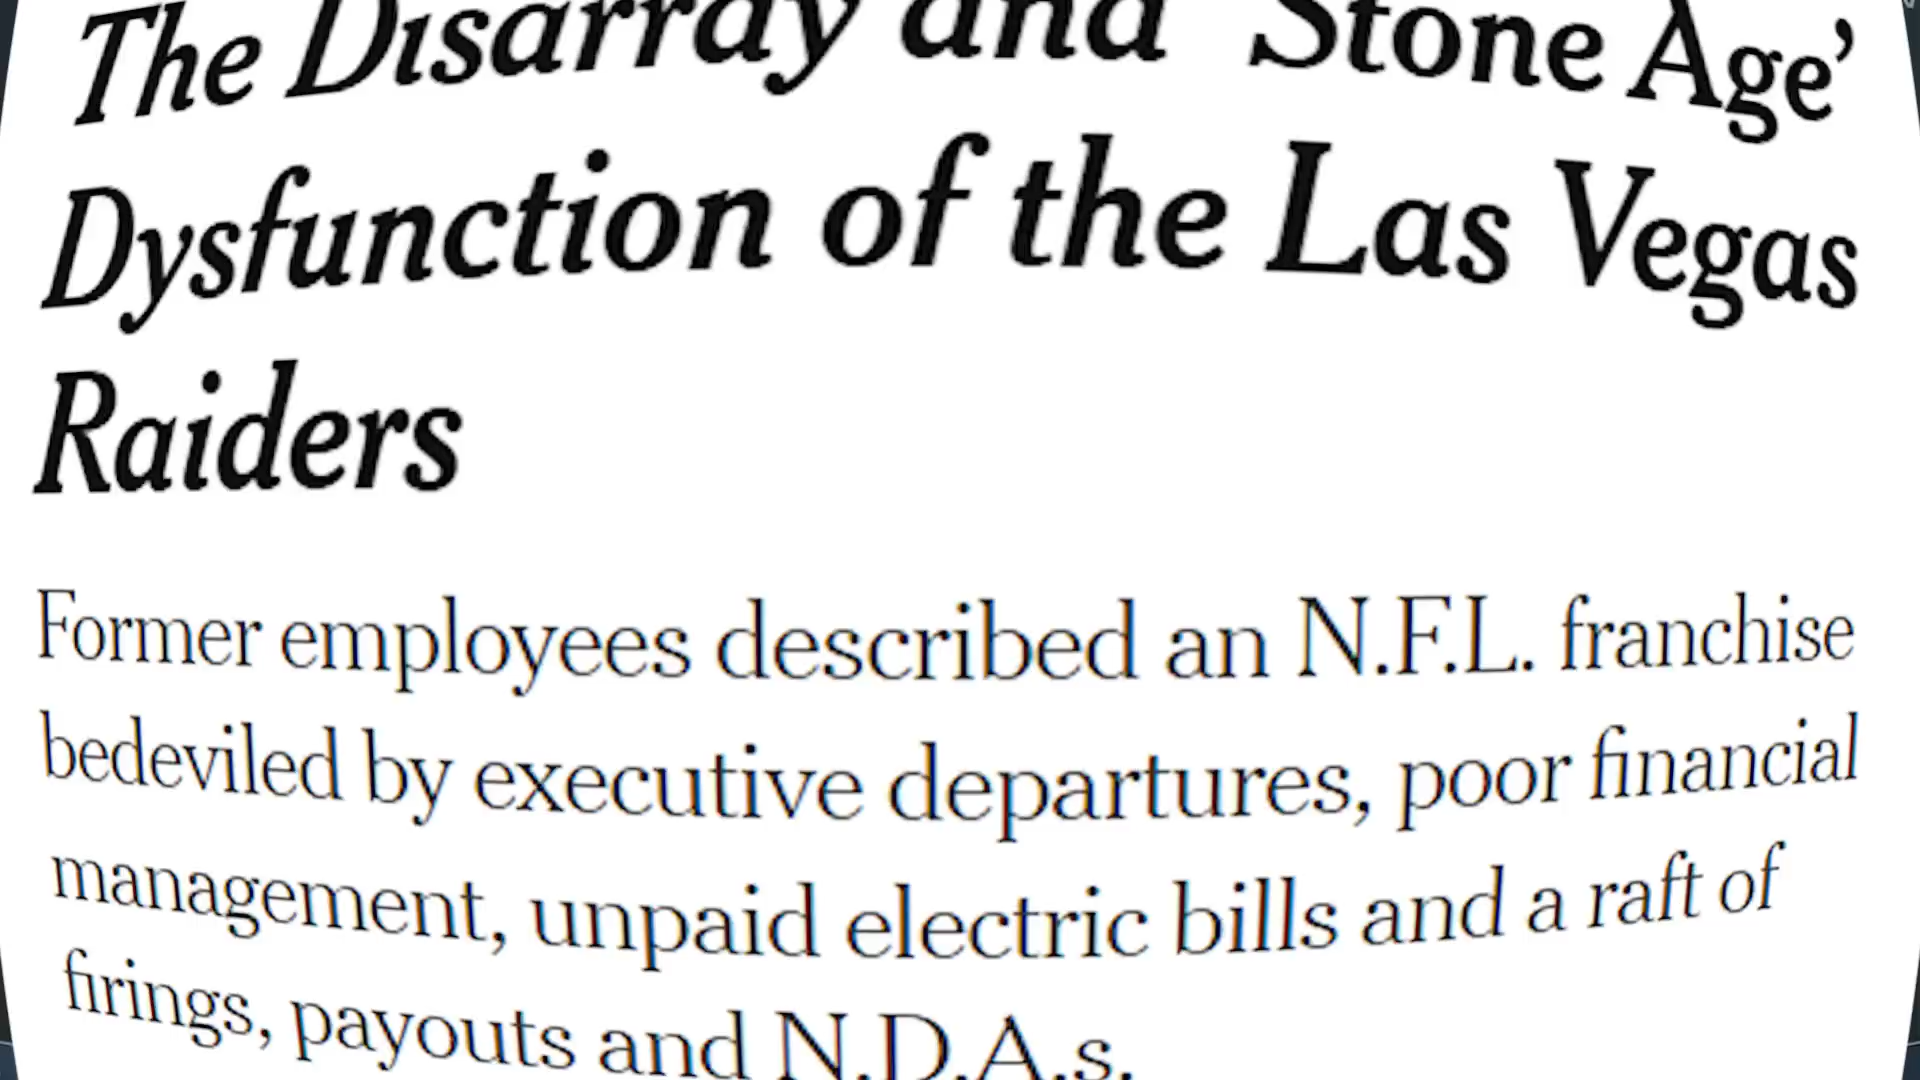 The Disarray and ‘Stone Age’
Dysfunction of the Las Vegas
Raiders
Former employees described an N.F.L. franchise
bedeviled by executive departures, poor financial
management, unpaid electric bills and a raft of
firings, payouts and N.D.A.s.